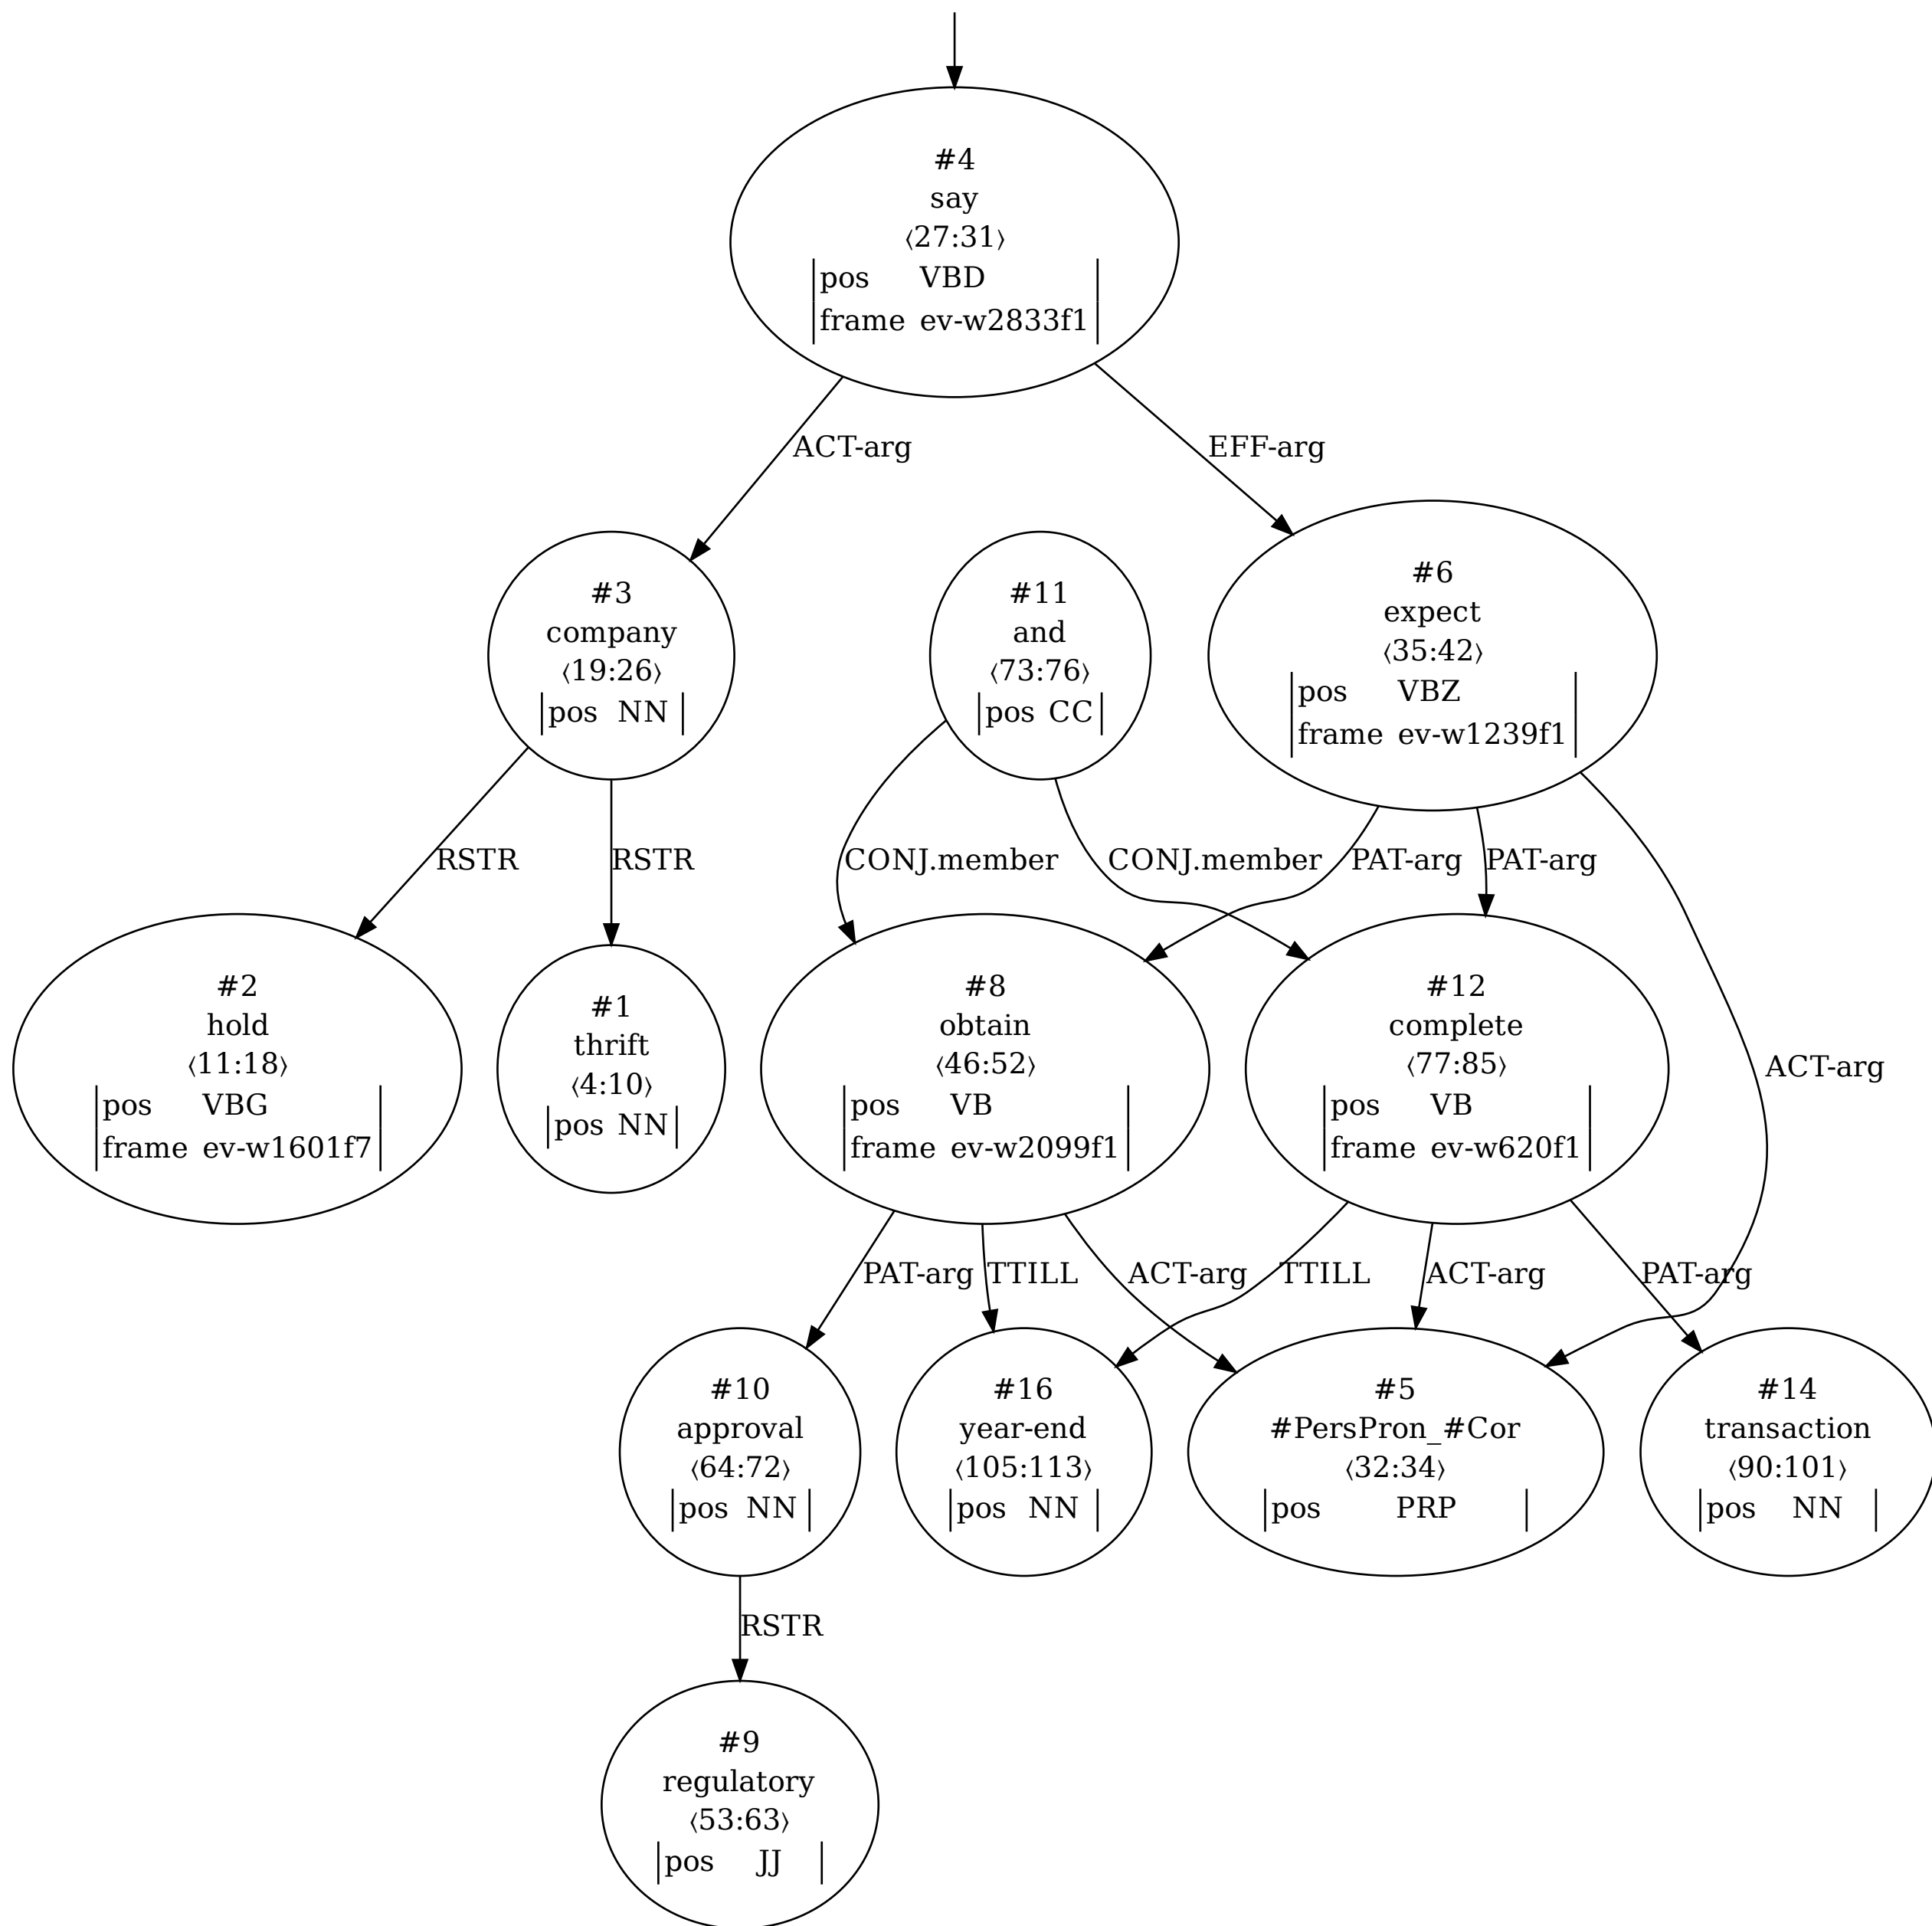 #4
say
⟨27:31⟩
pos VBD
frame ev-w2833f1
ACT-arg
EFF-arg
#3
company
⟨19:26⟩
pos NN
#11
and
⟨73:76⟩
pos CC
#6
expect
⟨35:42⟩
pos VBZ
frame ev-w1239f1
RSTR
RSTR
CONJ.member
CONJ.member
PAT-arg
PAT-arg
ACT-arg
#2
hold
⟨11:18⟩
pos VBG
frame ev-w1601f7
#1
thrift
⟨4:10⟩
pos NN
#8
obtain
⟨46:52⟩
pos VB
frame ev-w2099f1
#12
complete
⟨77:85⟩
pos VB
frame ev-w620f1
PAT-arg
TTILL
ACT-arg
TTILL
ACT-arg
PAT-arg
#10
approval
⟨64:72⟩
pos NN
#16
year-end
⟨105:113⟩
pos NN
#5
#PersPron_#Cor
⟨32:34⟩
pos PRP
#14
transaction
⟨90:101⟩
pos NN
RSTR
#9
regulatory
⟨53:63⟩
pos JJ